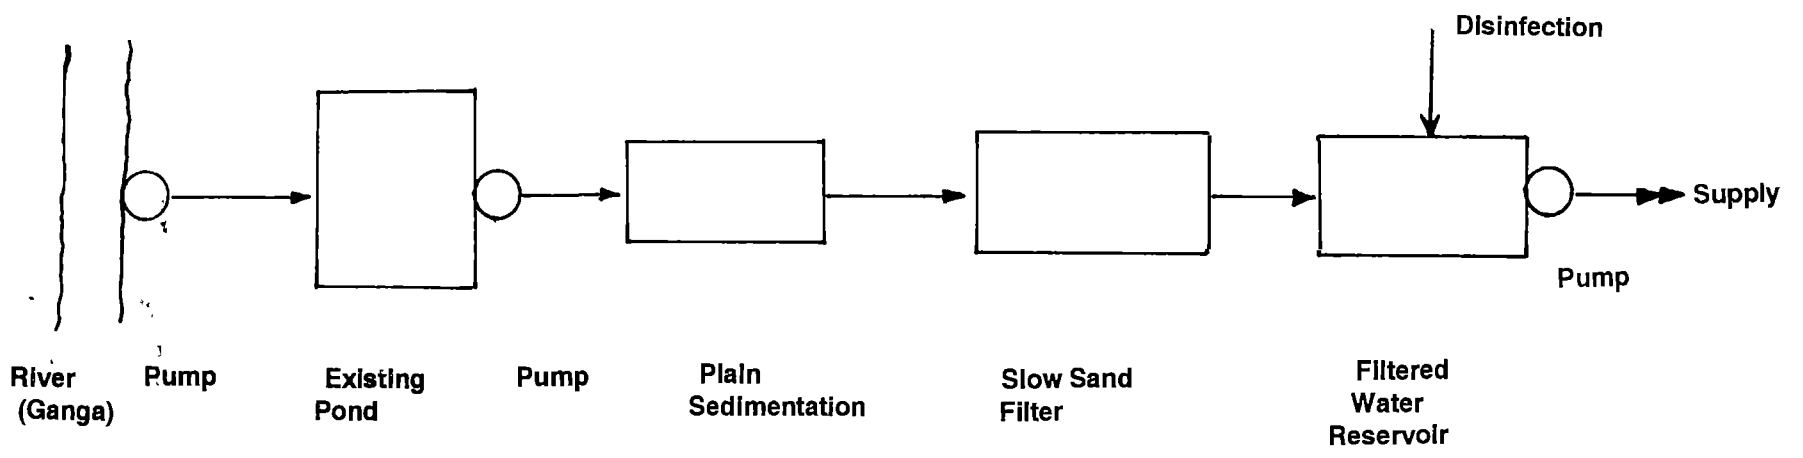 Disinfection
Supply
Pump
River
(Ganga)
Pump
Existing
Pond
Pump
Plain
Sedimentation
Slow Sand
Filter
Filtered
Water
Reservoir